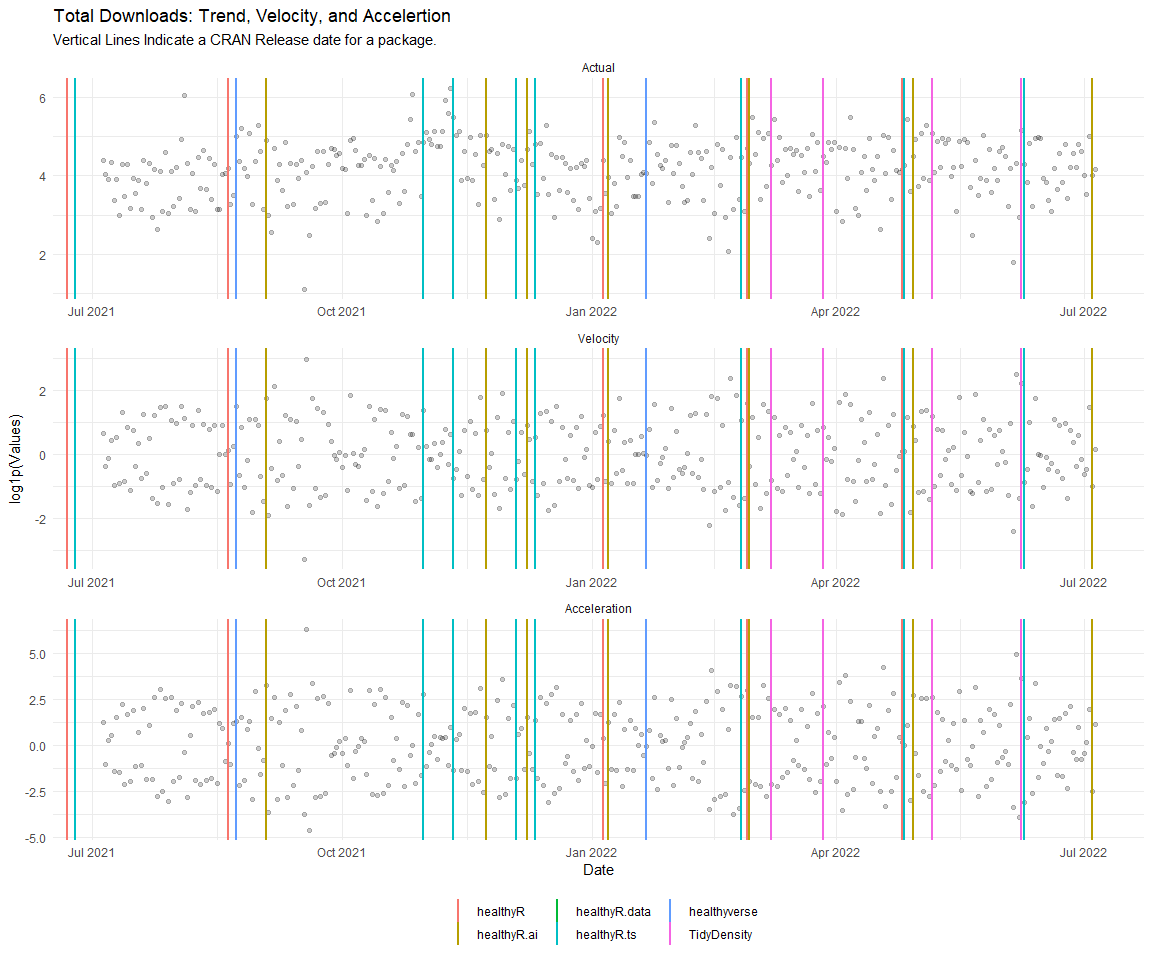 Total Downloads: Trend, Velocity, and Accelertion
Vertical Lines Indicate a CRAN Release date for a package.
Actual
6
4
2
Jul 2021 Oct 2021 Jan 2022 Apr 2022 Jul 2022
Velocity
2
0
-2
Jul 2021 Oct 2021 Jan 2022 Apr 2022 Jul 2022
log1p(Values)
Acceleration
5.0
2.5
0.0
-2.5
-5.0
Jul 2021 Oct 2021 Jan 2022 Apr 2022 Jul 2022
Date
healthyR healthyR.data healthyverse
healthyR.ai healthyR.ts TidyDensity